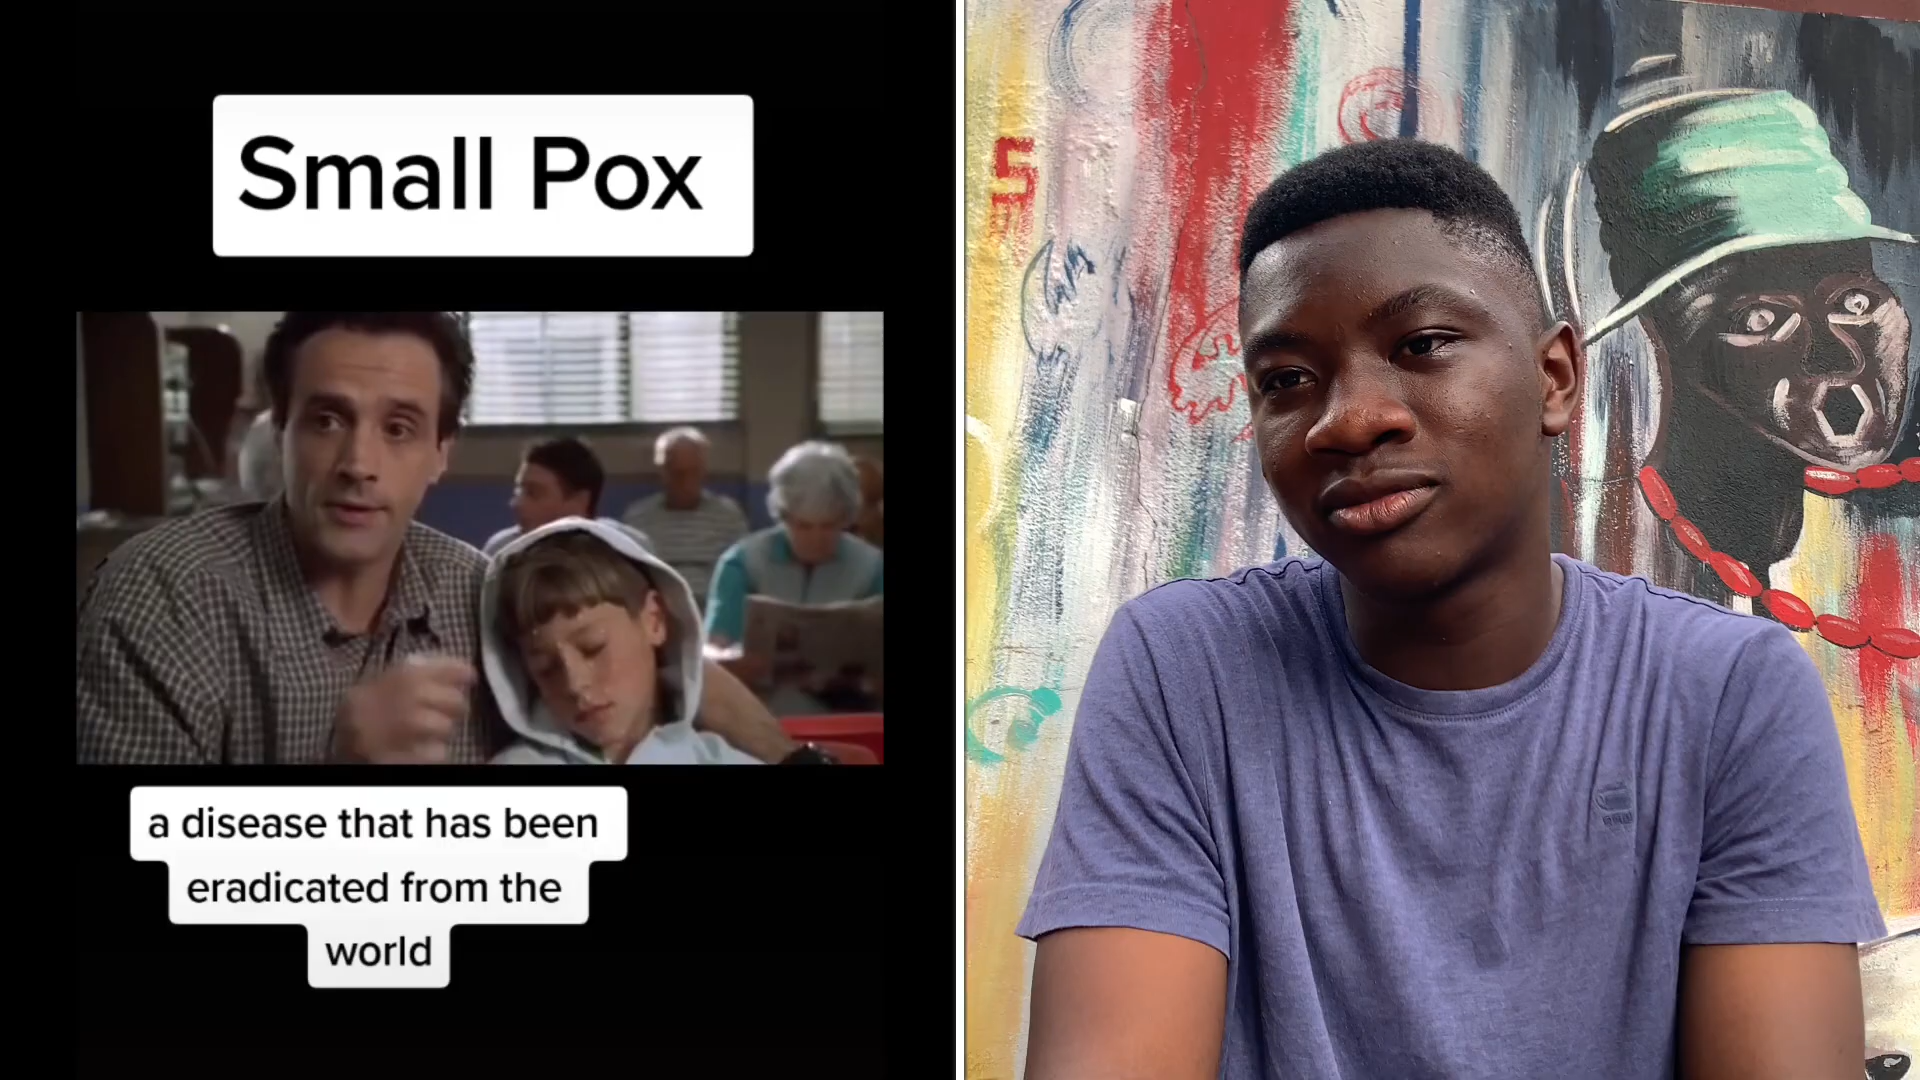 Small Pox
a disease that has been
eradicated from the
world